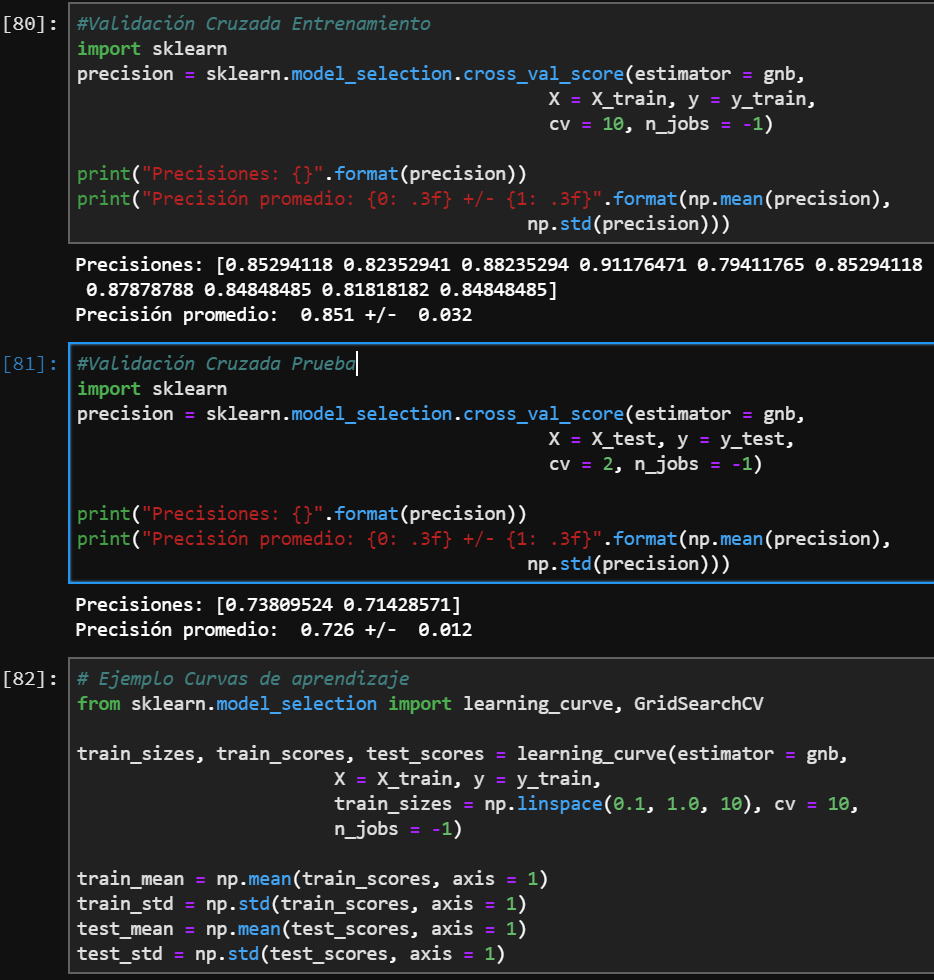 [80]: #Validación Cruzada Entrenamiento
import sklearn
precision = sklearn.model_selection.cross_val_score(estimator = gnb,
X = X_train, y = y_train,
cv = 10, n_jobs = -1)
print("Precisiones: {}".format(precision))
print("Precisión promedio: {0: .3f} +/- {1: .3f}".format(np.mean(precision),
np.std(precision)))
Precisiones: [0.85294118 0.82352941 0.88235294 0.91176471 0.79411765 0.85294118
0.87878788 0.84848485 0.81818182 0.84848485]
Precisión promedio:  0.851 +/-  0.032
[81]: #Validación Cruzada Prueba
import sklearn
precision = sklearn.model_selection.cross_val_score(estimator = gnb,
X = X_test, y = y_test,
cv = 2, n_jobs = -1)
print("Precisiones: {}".format(precision))
print("Precisión promedio: {0: .3f} +/- {1: .3f}".format(np.mean(precision),
np.std(precision)))
Precisiones: [0.73809524 0.71428571]
Precisión promedio:  0.726 +/-  0.012
[82]: # Ejemplo Curvas de aprendizaje
from sklearn.model_selection import learning_curve, GridSearchCV
train_sizes, train_scores, test_scores = learning_curve(estimator = gnb,
X = X_train, y = y_train,
train_sizes = np.linspace(0.1, 1.0, 10), cv = 10,
n_jobs = -1)
train_mean = np.mean(train_scores, axis = 1)
train_std = np.std(train_scores, axis = 1)
test_mean = np.mean(test_scores, axis = 1)
test_std = np.std(test_scores, axis = 1)